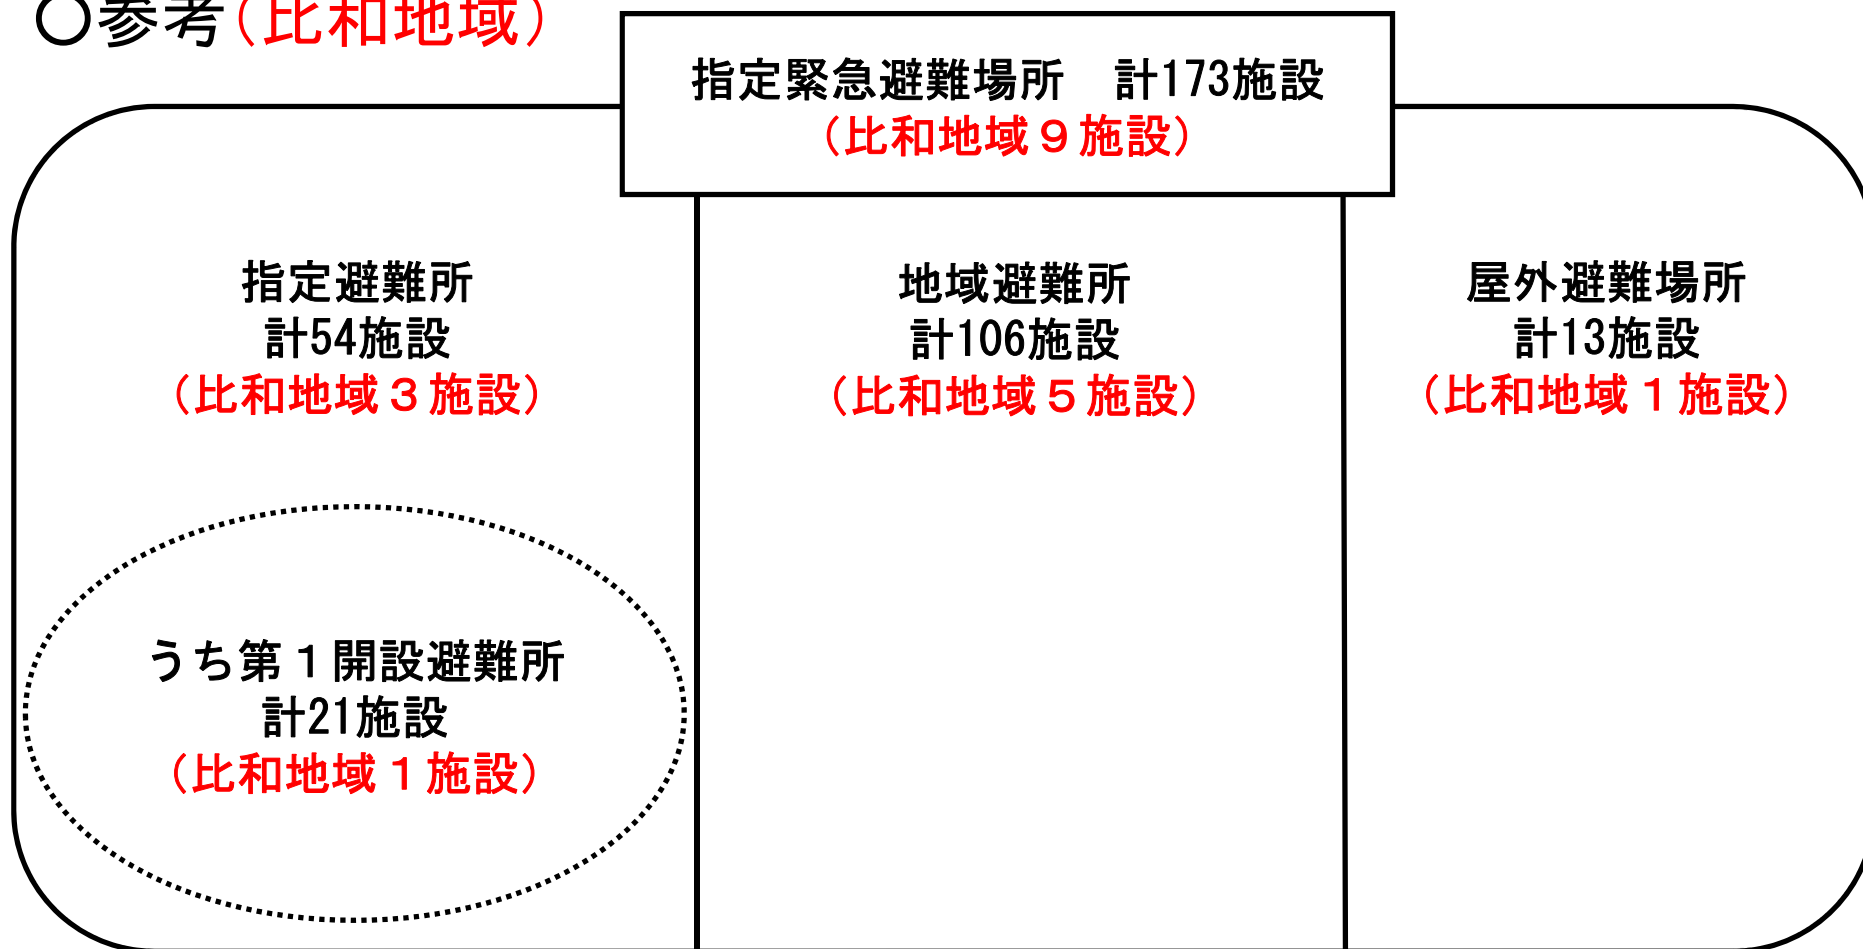 〇参考(比和地域)
指定緊急避難場所　計173施設
（比和地域９施設）
指定避難所
計54施設
（比和地域３施設）
うち第１開設避難所
計21施設
（比和地域１施設）
地域避難所
計106施設
（比和地域５施設）
屋外避難場所
計13施設
（比和地域１施設）